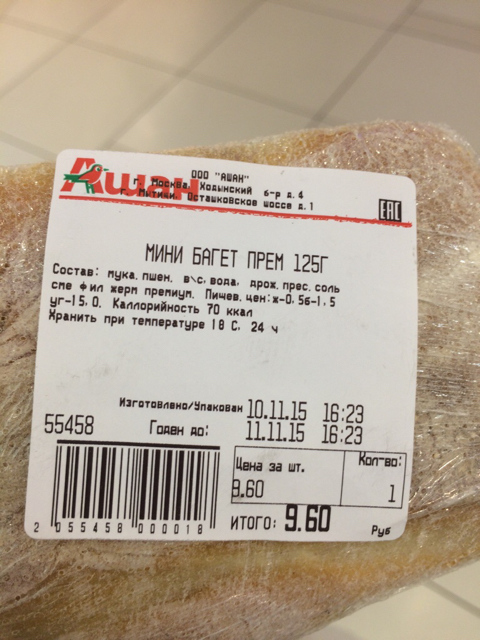 Ашан
ООО "АШАН"
г. Москва, Ходынский б-р д.4
г. Мытищи, Осташковское шоссе д.1
ЕАС
МИНИ БАГЕТ ПРЕМ 125Г
Состав: мука.пшен. в\с,вода, дрож.прес.соль
сме фил жерм премиум. Пищев.цен:ж-0,5б-1,5
уг-15,0. Каллорийность 70 ккал
Хранить при температуре 18 С, 24 ч
Изготовлено/Упакован 10.11.15 16:23
55458 Годен до: 11.11.15 16:23
Цена за шт. Кол-во:
9.60 1
ИТОГО: 9.60 Руб
2 055458 000018